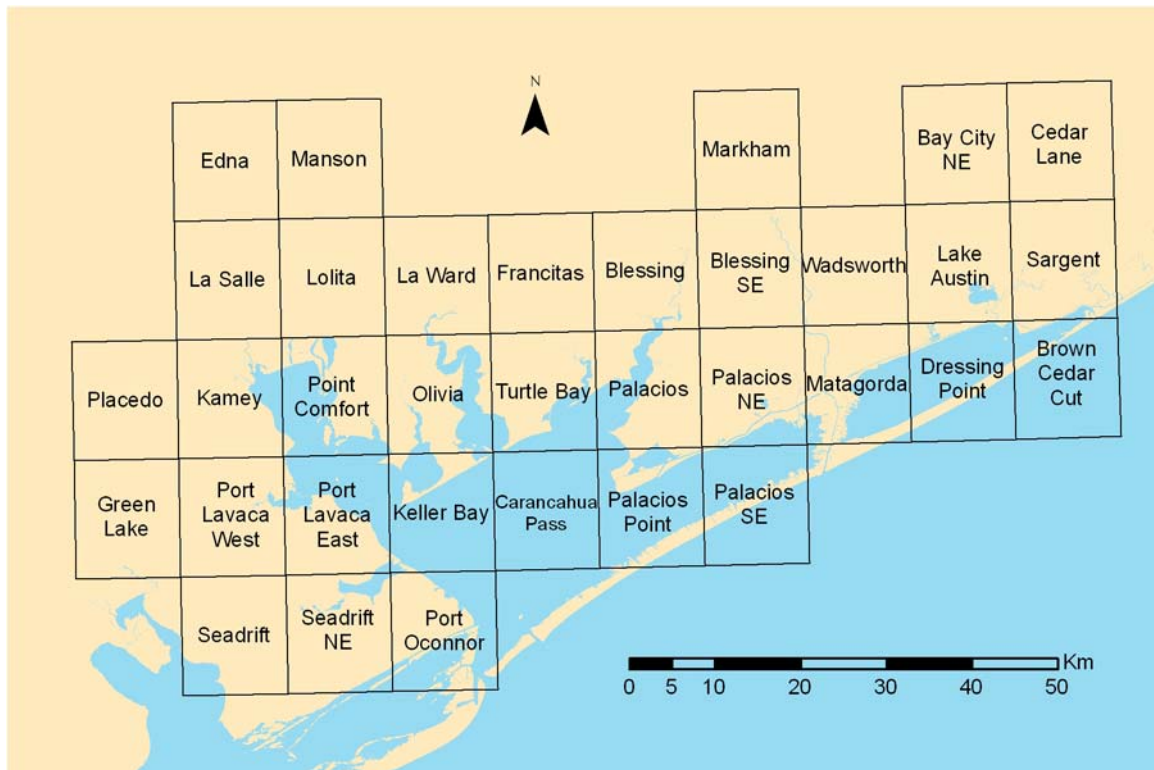 N
Edna
Manson
Markham
Bay City
NE
Cedar
Lane
La Salle
Lolita
La Ward
Francitas
Blessing
Blessing
SE
Wadsworth
Lake
Austin
Sargent
Placedo
Kamey
Point
Comfort
Olivia
Turtle Bay
Palacios
Palacios
NE
Matagorda
Dressing
Point
Brown
Cedar
Cut
Green
Lake
Port
Lavaca
West
Port
Lavaca
East
Keller Bay
Carancahua
Pass
Palacios
Point
Palacios
SE
Seadrift
Seadrift
NE
Port
Oconnor
Km
0 5 10 20 30 40 50